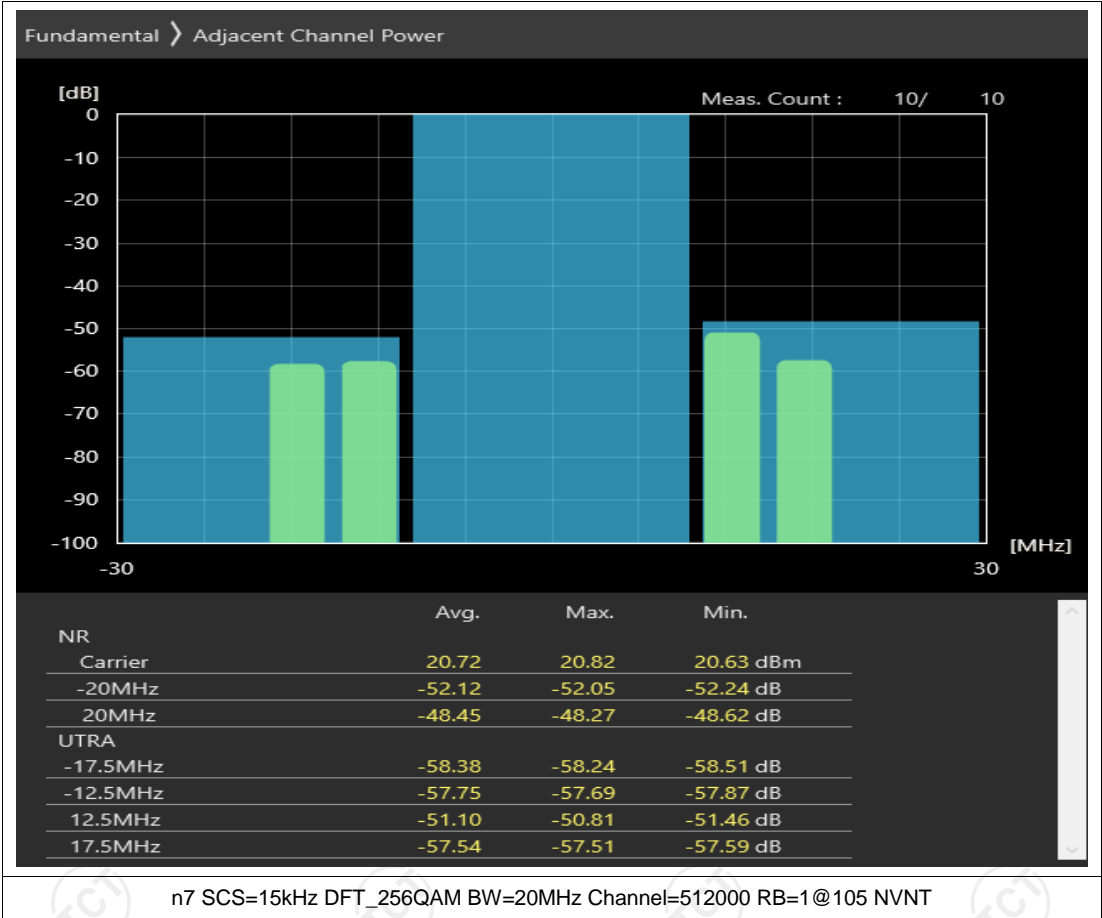 Fundamental ❯ Adjacent Channel Power
[dB]
Meas. Count : 10/ 10
0
-10
-20
-30
-40
-50
-60
-70
-80
-90
-100
[MHz]
-30 30
Avg. Max. Min.
NR
Carrier 20.72 20.82 20.63 dBm
-20MHz -52.12 -52.05 -52.24 dB
20MHz -48.45 -48.27 -48.62 dB
UTRA
-17.5MHz -58.38 -58.24 -58.51 dB
-12.5MHz -57.75 -57.69 -57.87 dB
12.5MHz -51.10 -50.81 -51.46 dB
17.5MHz -57.54 -57.51 -57.59 dB
n7 SCS=15kHz DFT_256QAM BW=20MHz Channel=512000 RB=1@105 NVNT
TCT TCT TCT